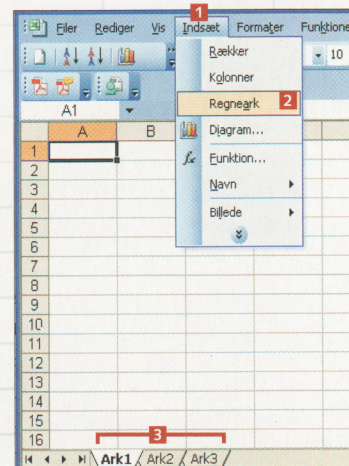 1
Filer Rediger Vis Indsæt Formater Funktione
10
A1
Rækker
Kolonner
Regneark 2
Diagram...
fx Funktion...
Navn
Billede
A B
1
2
3
4
5
6
7
8
9
10
11
12
13
14
15
16
3
Ark1 Ark2 Ark3